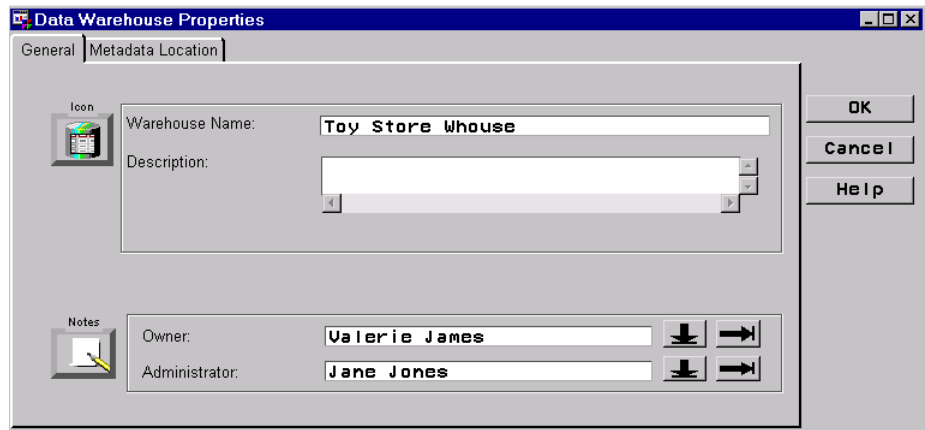 Data Warehouse Properties
General Metadata Location
Icon
Warehouse Name: Toy Store Whouse
Description:
OK
Cancel
Help
Notes
Owner: Valerie James
Administrator: Jane Jones